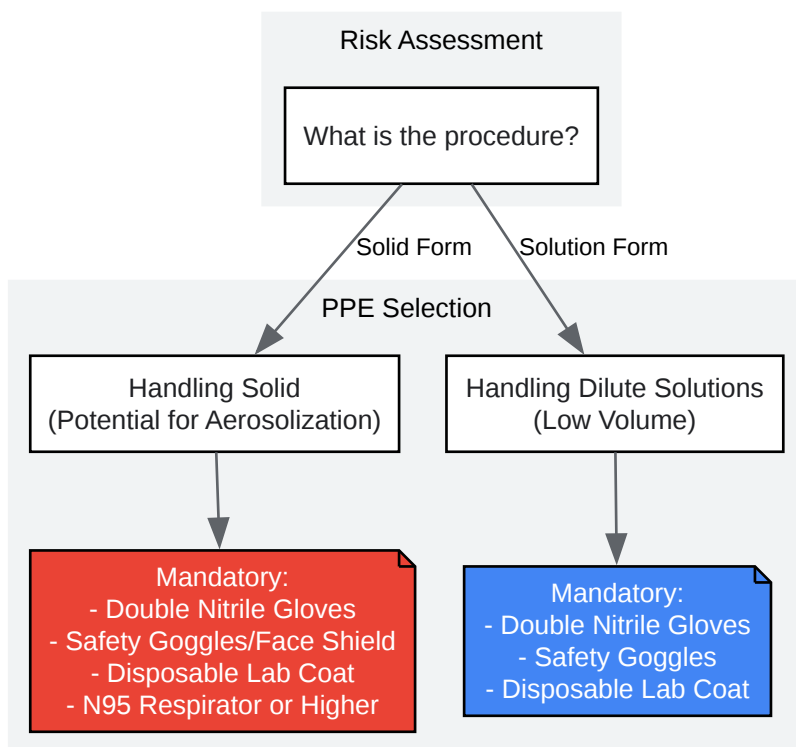 Risk Assessment
What is the procedure?
Solid Form
Solution Form
PPE Selection
Handling Solid
(Potential for Aerosolization)
Handling Dilute Solutions
(Low Volume)
Mandatory:
- Double Nitrile Gloves
- Safety Goggles/Face Shield
- Disposable Lab Coat
- N95 Respirator or Higher
Mandatory:
- Double Nitrile Gloves
- Safety Goggles
- Disposable Lab Coat